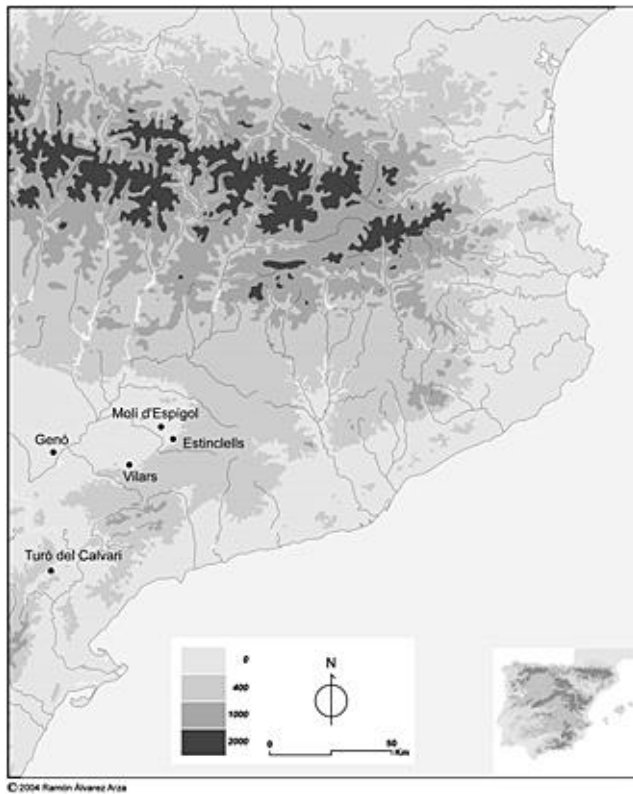 Molí d'Espígol
Genó
Estinclells
Vilars
Turó del Calvari
0
400
1000
2000
N
0 50
Km
© 2004 Ramón Álvarez Arza